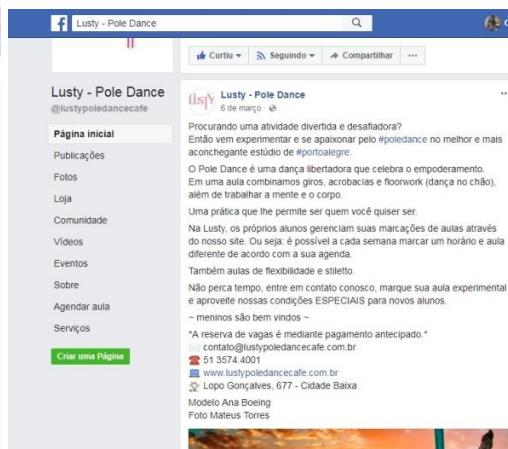 Lusty - Pole Dance
Curtiu
Seguindo
Compartilhar
Lusty - Pole Dance
@lustypoledancecafe
Página inicial
Publicações
Fotos
Loja
Comunidade
Vídeos
Eventos
Sobre
Agendar aula
Serviços
Criar uma Página
LUSTY
Lusty - Pole Dance
6 de março
Procurando uma atividade divertida e desafiadora?
Então vem experimentar e se apaixonar pelo #poledance no melhor e mais
aconchegante estúdio de #portoalegre.
O Pole Dance é uma dança libertadora que celebra o empoderamento.
Em uma aula combinamos giros, acrobacias e floorwork (dança no chão),
além de trabalhar a mente e o corpo.
Uma prática que lhe permite ser quem você quiser ser.
Na Lusty, os próprios alunos gerenciam suas marcações de aulas através
do nosso site. Ou seja: é possível a cada semana marcar um horário e aula
diferente de acordo com a sua agenda.
Também aulas de flexibilidade e stiletto.
Não perca tempo, entre em contato conosco, marque sua aula experimental
e aproveite nossas condições ESPECIAIS para novos alunos.
~ meninos são bem vindos ~
*A reserva de vagas é mediante pagamento antecipado.*
contato@lustypoledancecafe.com.br
51 3574.4001
www.lustypoledancecafe.com.br
Lopo Gonçalves, 677 - Cidade Baixa
Modelo Ana Boeing
Foto Mateus Torres